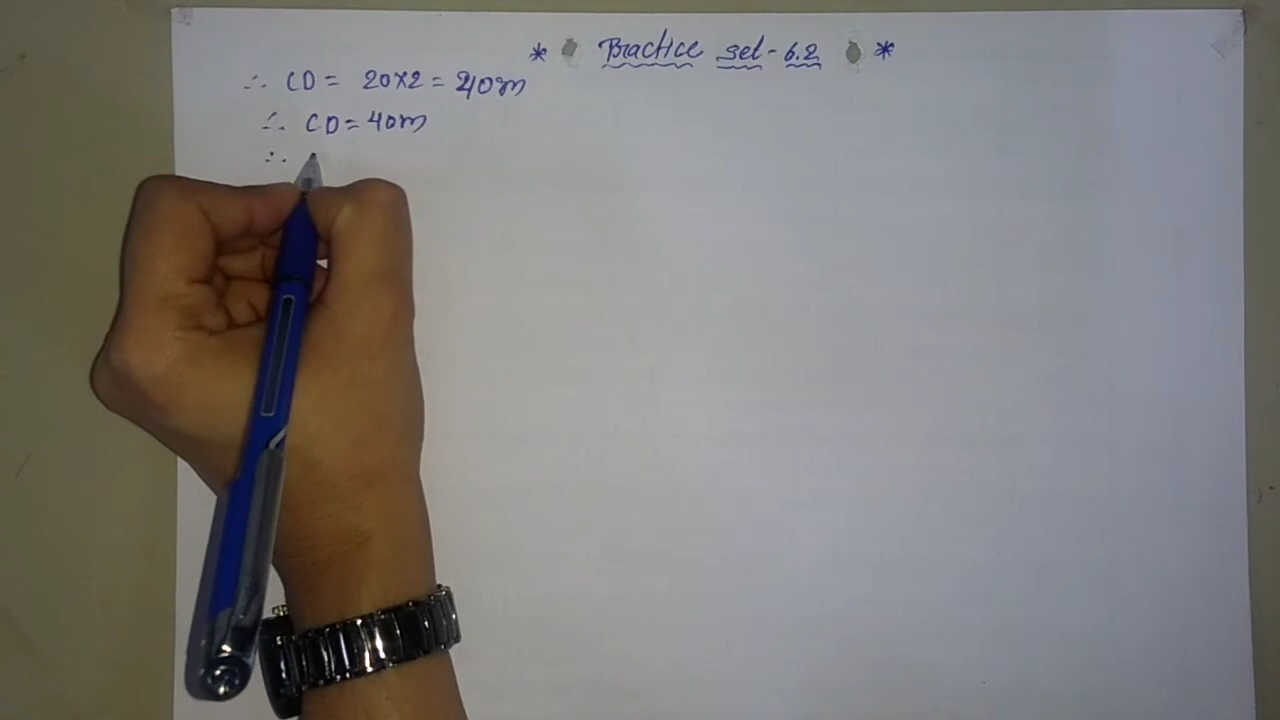 * Practice set - 6.2 *
∴ CD = 20×2 = 40m
∴ CD = 40m
∴